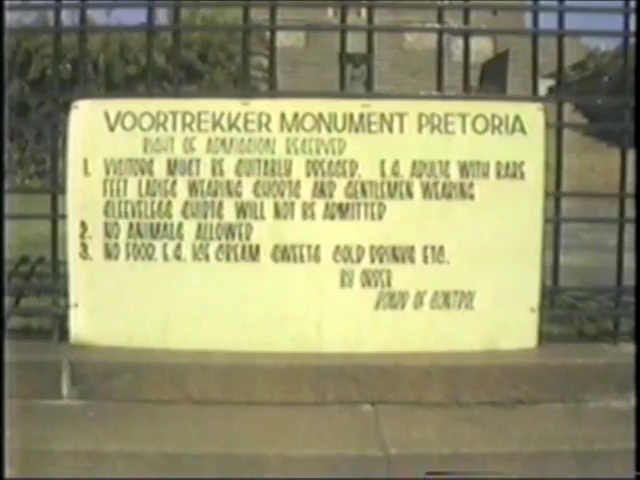 VOORTREKKER MONUMENT PRETORIA
RIGHT OF ADMISSION RESERVED
1. VISITORS MUST BE SUITABLY DRESSED. E.G. ADULTS WITH BARE
FEET LADIES WEARING SHORTS AND GENTLEMEN WEARING
SLEEVELESS SHIRTS WILL NOT BE ADMITTED
2. NO ANIMALS ALLOWED
3. NO FOOD. E.G. ICE CREAM SWEETS COLD DRINKS ETC.
BY ORDER
BOARD OF CONTROL